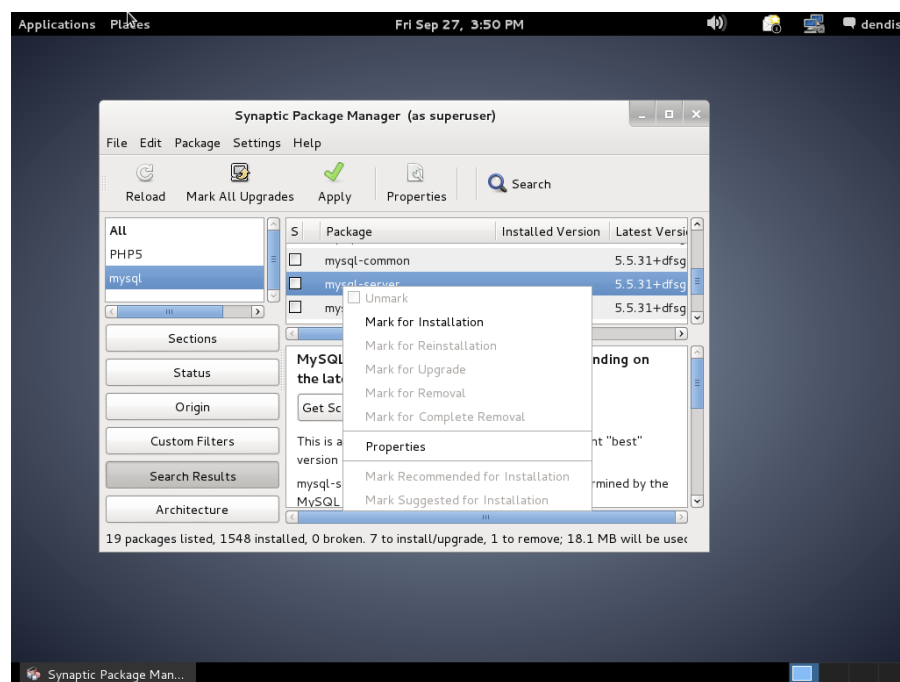 Applications Places Fri Sep 27, 3:50 PM dendis
Synaptic Package Manager (as superuser)
File Edit Package Settings Help
Reload Mark All Upgrades Apply Properties Search
All
PHP5
mysql
S Package Installed Version Latest Versi
mysql-common 5.5.31+dfsg
mysql-server 5.5.31+dfsg
my 5.5.31+dfsg
Unmark
Mark for Installation
Mark for Reinstallation
Mark for Upgrade
Mark for Removal
Mark for Complete Removal
Properties
Mark Recommended for Installation
Mark Suggested for Installation
Sections
Status
Origin
Custom Filters
Search Results
Architecture
MySQL nding on
the lat
Get Sc
This is a nt "best"
version
mysql-s rmined by the
MySQL
19 packages listed, 1548 installed, 0 broken. 7 to install/upgrade, 1 to remove; 18.1 MB will be used
Synaptic Package Man...